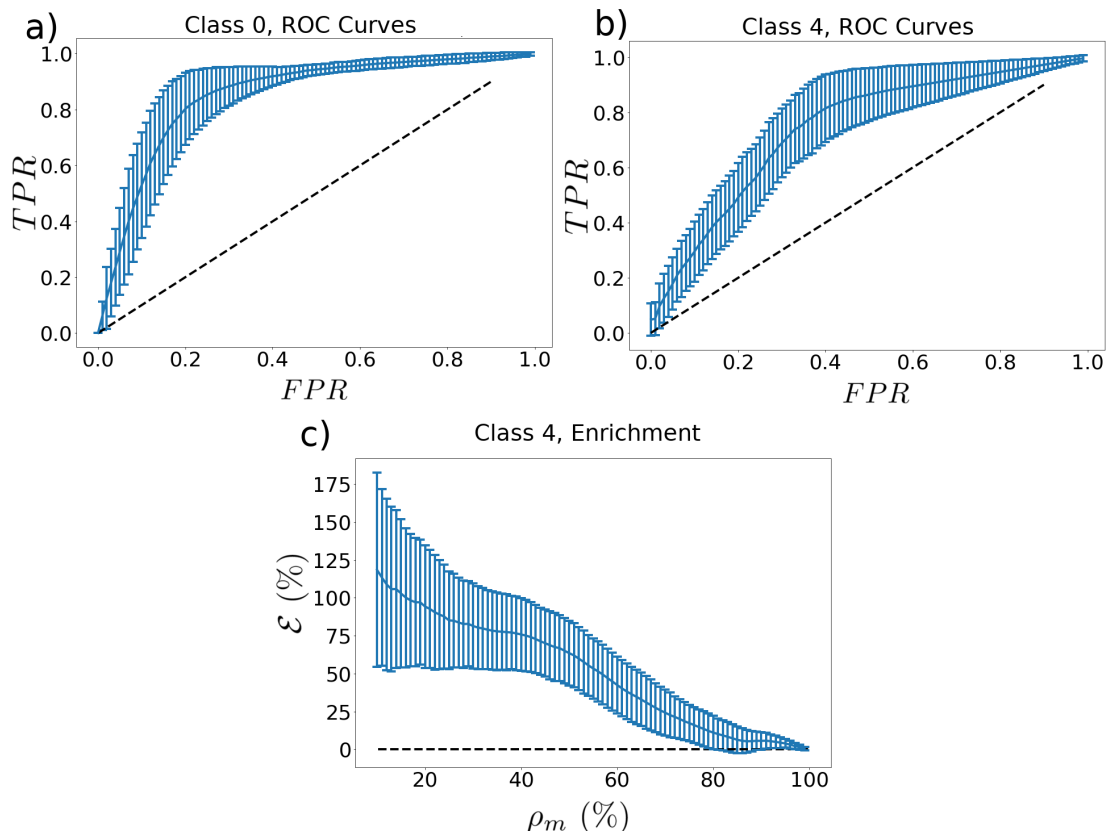 a)
Class 0, ROC Curves
TPR
1.0
0.8
0.6
0.4
0.2
0.0
0.0 0.2 0.4 0.6 0.8 1.0
FPR
b)
Class 4, ROC Curves
TPR
1.0
0.8
0.6
0.4
0.2
0.0
0.0 0.2 0.4 0.6 0.8 1.0
FPR
c)
Class 4, Enrichment
ℰ (%)
175
150
125
100
75
50
25
0
20 40 60 80 100
ρₘ (%)